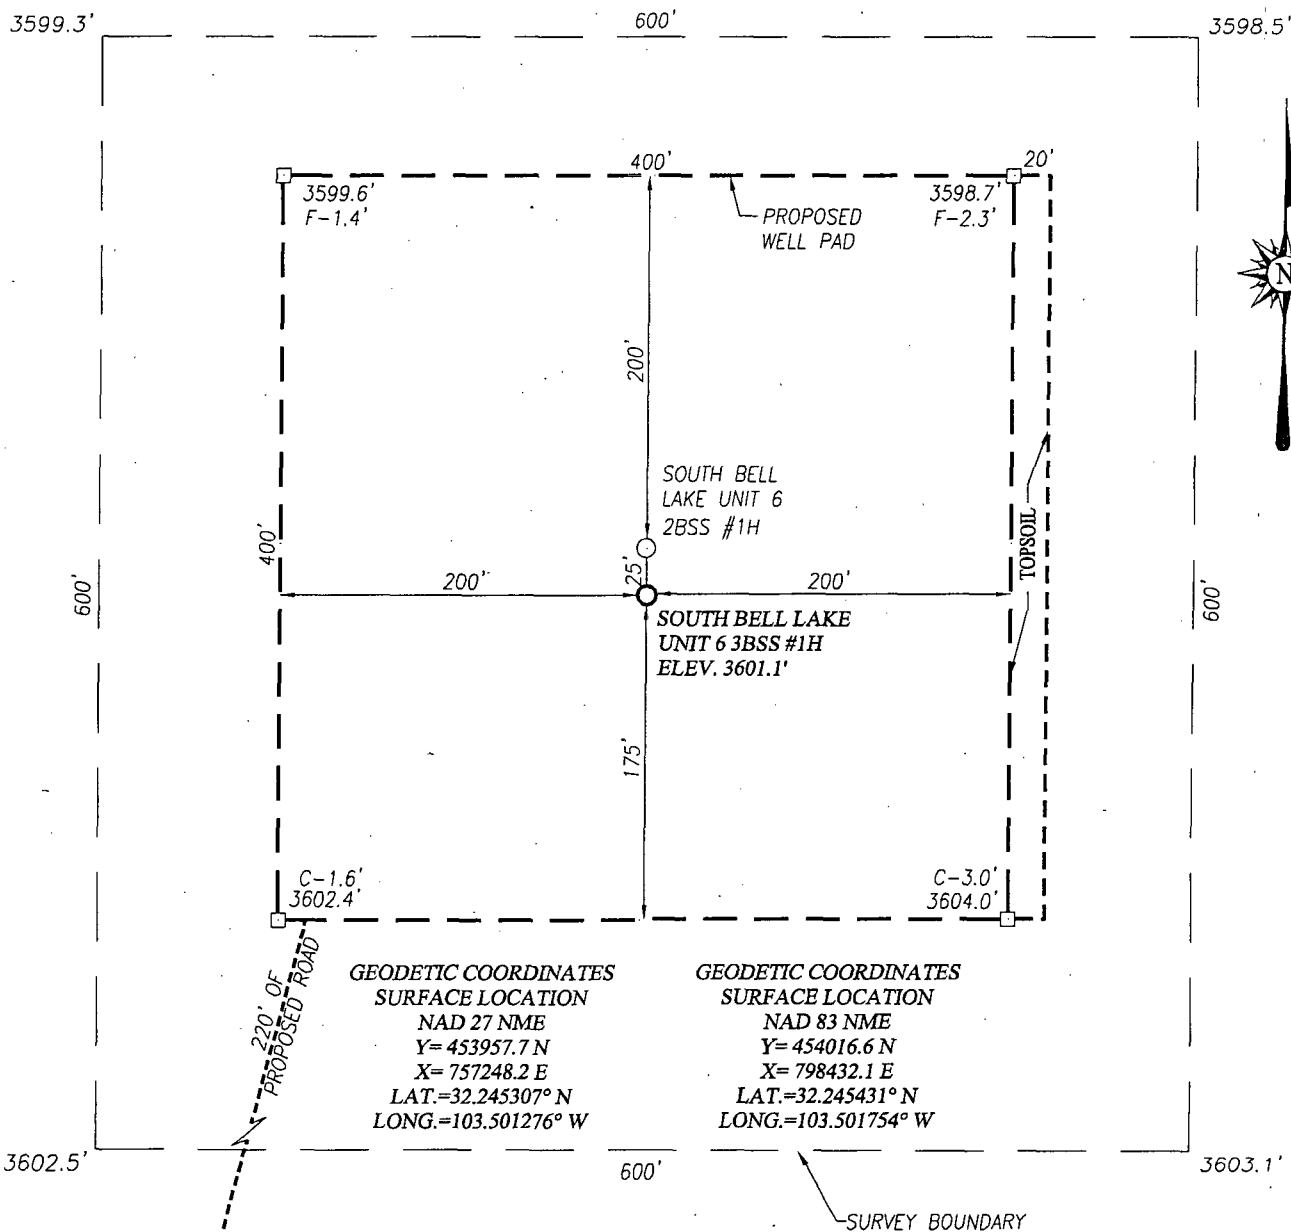 3599.3'
600'
3598.5'
400'
20'
3599.6'
F-1.4'
3598.7'
F-2.3'
PROPOSED
WELL PAD
N
200'
SOUTH BELL
LAKE UNIT 6
2BSS #1H
400'
TOPSOIL
600'
200'
25'
200'
600'
SOUTH BELL LAKE
UNIT 6 3BSS #1H
ELEV. 3601.1'
175'
C-1.6'
3602.4'
C-3.0'
3604.0'
220' OF
PROPOSED ROAD
GEODETIC COORDINATES
SURFACE LOCATION
NAD 27 NME
Y= 453957.7 N
X= 757248.2 E
LAT.=32.245307° N
LONG.=103.501276° W
GEODETIC COORDINATES
SURFACE LOCATION
NAD 83 NME
Y= 454016.6 N
X= 798432.1 E
LAT.=32.245431° N
LONG.=103.501754° W
3602.5'
600'
3603.1'
SURVEY BOUNDARY